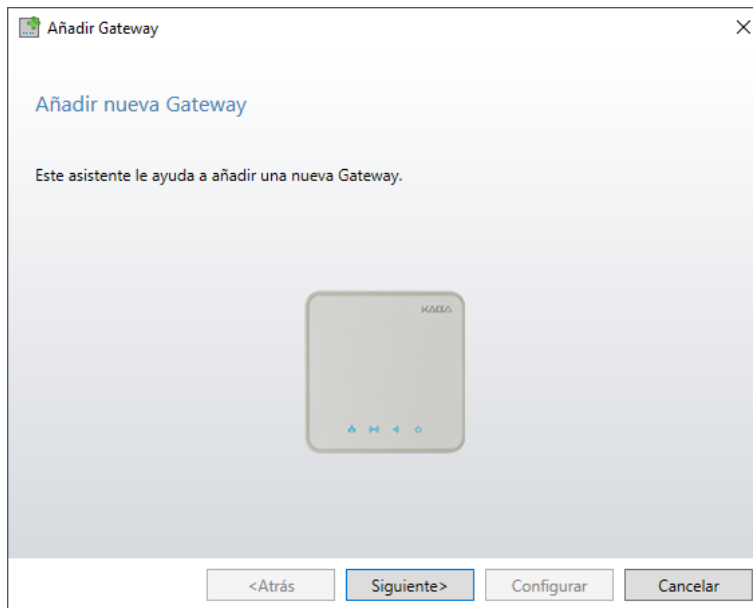 Añadir Gateway
Añadir nueva Gateway
Este asistente le ayuda a añadir una nueva Gateway.
KABA
<Atrás
Siguiente>
Configurar
Cancelar